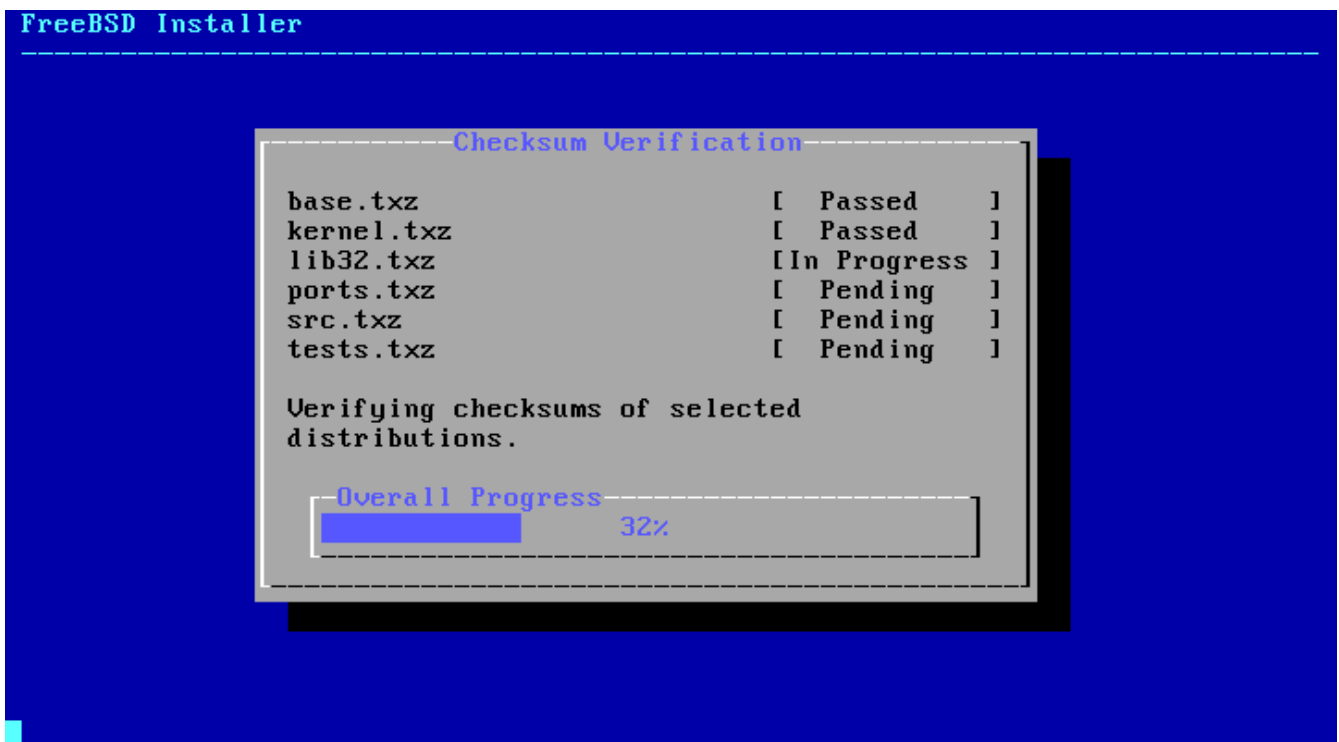 FreeBSD Installer
Checksum Verification
base.txz [ Passed ]
kernel.txz [ Passed ]
lib32.txz [In Progress ]
ports.txz [ Pending ]
src.txz [ Pending ]
tests.txz [ Pending ]
Verifying checksums of selected
distributions.
Overall Progress
32%